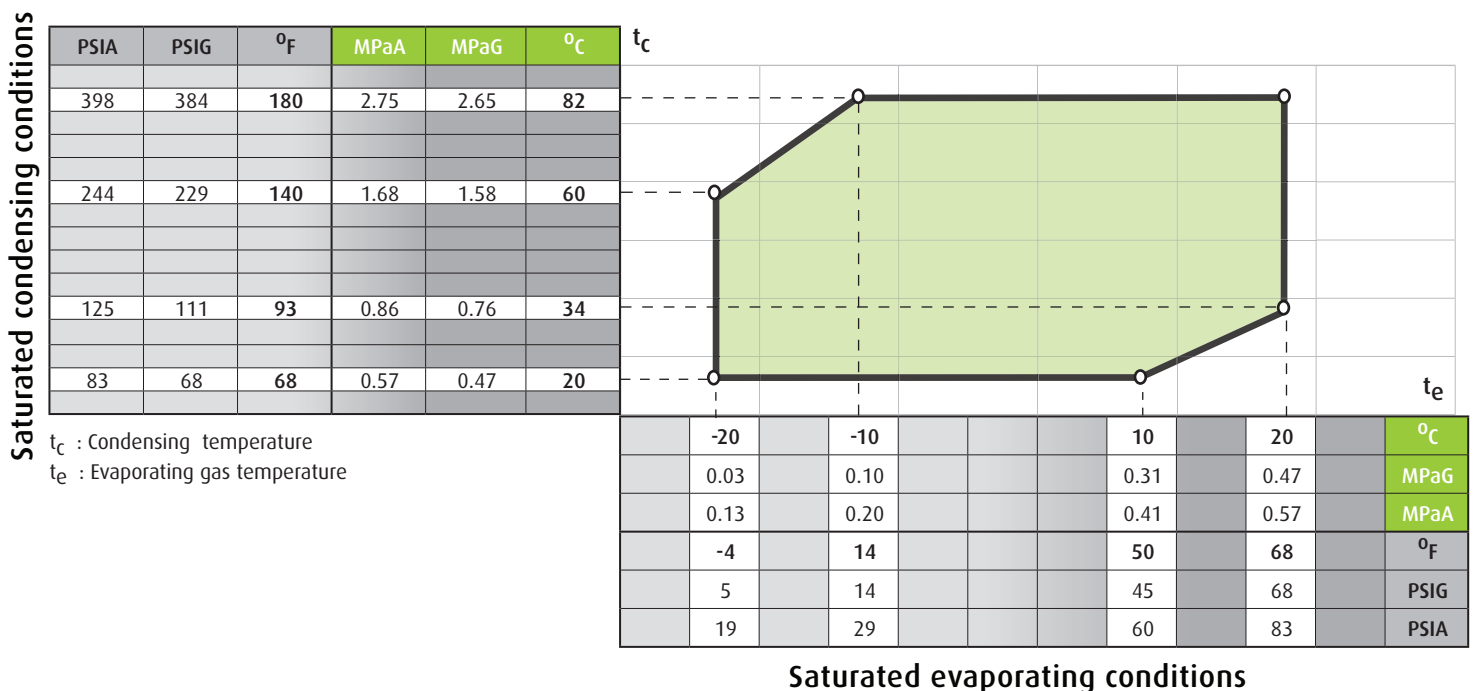 Saturated condensing conditions
PSIA PSIG ⁰F MPaA MPaG ⁰C
398 384 180 2.75 2.65 82
244 229 140 1.68 1.58 60
125 111 93 0.86 0.76 34
83 68 68 0.57 0.47 20
tC
te
tC : Condensing temperature
te : Evaporating gas temperature
-20 -10 10 20 ⁰C
0.03 0.10 0.31 0.47 MPaG
0.13 0.20 0.41 0.57 MPaA
-4 14 50 68 ⁰F
5 14 45 68 PSIG
19 29 60 83 PSIA
Saturated evaporating conditions